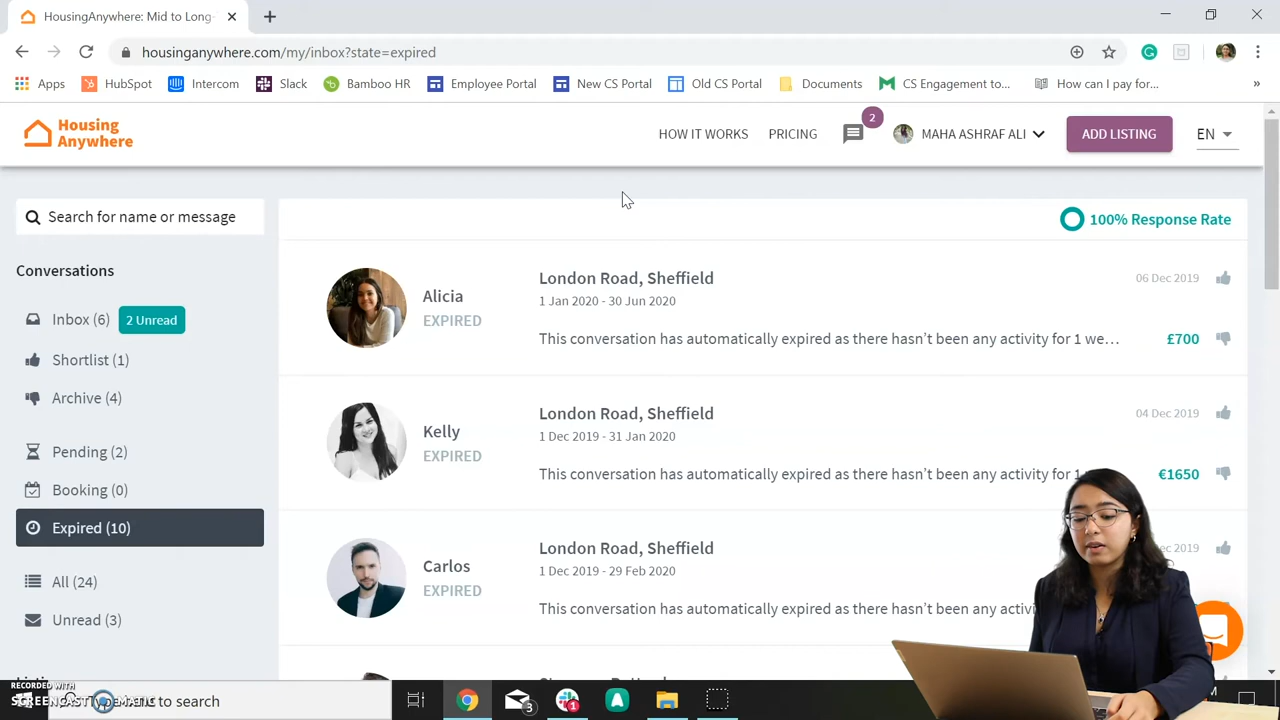 HousingAnywhere: Mid to Long-
housinganywhere.com/my/inbox?state=expired
Apps HubSpot Intercom Slack Bamboo HR Employee Portal New CS Portal Old CS Portal Documents CS Engagement to... How can I pay for... »
Housing
Anywhere
HOW IT WORKS PRICING 2 MAHA ASHRAF ALI ADD LISTING EN
Search for name or message
100% Response Rate
Conversations
Inbox (6) 2 Unread
Shortlist (1)
Archive (4)
Pending (2)
Booking (0)
Expired (10)
All (24)
Unread (3)
Alicia
EXPIRED
London Road, Sheffield
1 Jan 2020 - 30 Jun 2020
This conversation has automatically expired as there hasn't been any activity for 1 we...
06 Dec 2019
£700
Kelly
EXPIRED
London Road, Sheffield
1 Dec 2019 - 31 Jan 2020
This conversation has automatically expired as there hasn't been any activity for 1
04 Dec 2019
€1650
Carlos
EXPIRED
London Road, Sheffield
1 Dec 2019 - 29 Feb 2020
This conversation has automatically expired as there hasn't been any activi
2019
RECORDED WITH
SCREENCAST-O-MATIC
to search
3
1